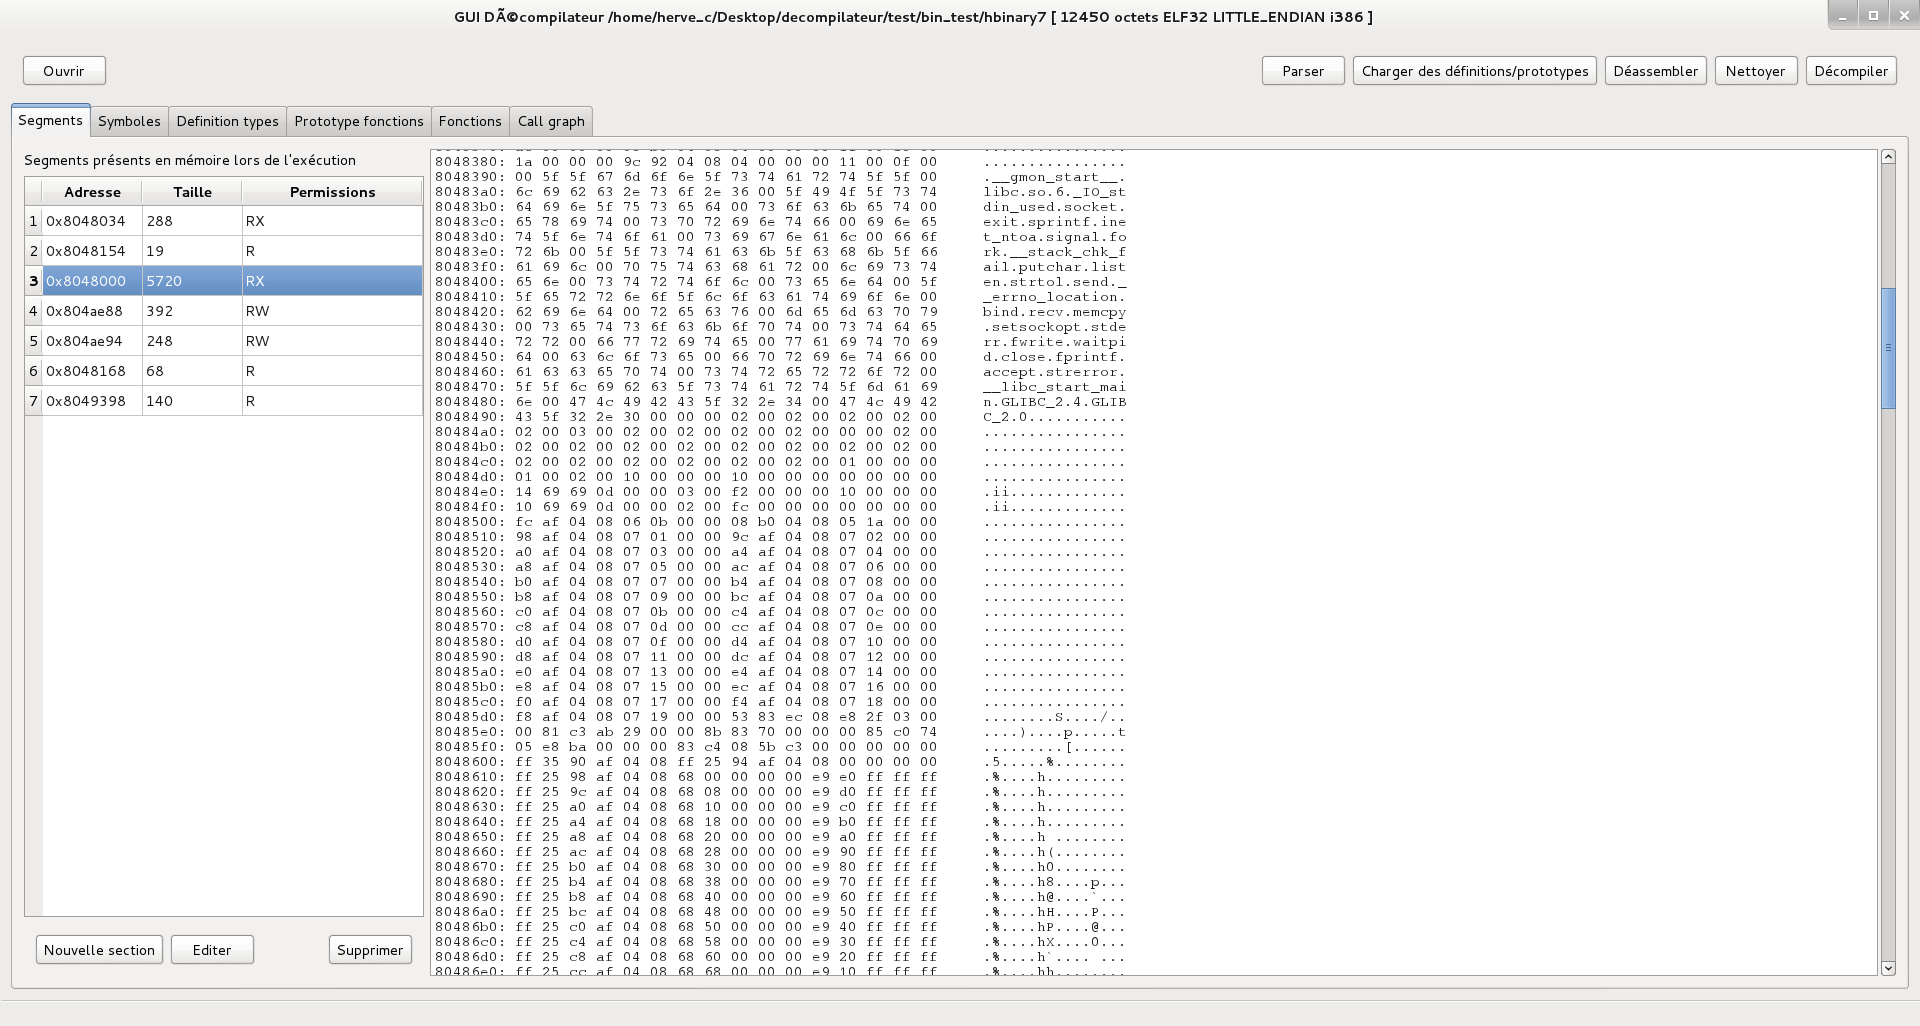 GUI DÃ©compilateur /home/herve_c/Desktop/decompilateur/test/bin_test/hbinary7 [ 12450 octets ELF32 LITTLE_ENDIAN i386 ]
Ouvrir Parser Charger des définitions/prototypes Déassembler Nettoyer Décompiler
Segments Symboles Definition types Prototype fonctions Fonctions Call graph
Segments présents en mémoire lors de l'exécution
Adresse Taille Permissions
1 0x8048034 288 RX
2 0x8048154 19 R
3 0x8048000 5720 RX
4 0x804ae88 392 RW
5 0x804ae94 248 RW
6 0x8048168 68 R
7 0x8049398 140 R
Nouvelle section Editer Supprimer
8048380: 1a 00 00 00 9c 92 04 08 04 00 00 00 11 00 0f 00 ................
8048390: 00 5f 5f 67 6d 6f 6e 5f 73 74 61 72 74 5f 5f 00 .__gmon_start__.
80483a0: 6c 69 62 63 2e 73 6f 2e 36 00 5f 49 4f 5f 73 74 libc.so.6._IO_st
80483b0: 64 69 6e 5f 75 73 65 64 00 73 6f 63 6b 65 74 00 din_used.socket.
80483c0: 65 78 69 74 00 73 70 72 69 6e 74 66 00 69 6e 65 exit.sprintf.ine
80483d0: 74 5f 6e 74 6f 61 00 73 69 67 6e 61 6c 00 66 6f t_ntoa.signal.fo
80483e0: 72 6b 00 5f 5f 73 74 61 63 6b 5f 63 68 6b 5f 66 rk.__stack_chk_f
80483f0: 61 69 6c 00 70 75 74 63 68 61 72 00 6c 69 73 74 ail.putchar.list
8048400: 65 6e 00 73 74 72 74 6f 6c 00 73 65 6e 64 00 5f en.strtol.send._
8048410: 5f 65 72 72 6e 6f 5f 6c 6f 63 61 74 69 6f 6e 00 _errno_location.
8048420: 62 69 6e 64 00 72 65 63 76 00 6d 65 6d 63 70 79 bind.recv.memcpy
8048430: 00 73 65 74 73 6f 63 6b 6f 70 74 00 73 74 64 65 .setsockopt.stde
8048440: 72 72 00 66 77 72 69 74 65 00 77 61 69 74 70 69 rr.fwrite.waitpi
8048450: 64 00 63 6c 6f 73 65 00 66 70 72 69 6e 74 66 00 d.close.fprintf.
8048460: 61 63 63 65 70 74 00 73 74 72 65 72 72 6f 72 00 accept.strerror.
8048470: 5f 5f 6c 69 62 63 5f 73 74 61 72 74 5f 6d 61 69 __libc_start_mai
8048480: 6e 00 47 4c 49 42 43 5f 32 2e 34 00 47 4c 49 42 n.GLIBC_2.4.GLIB
8048490: 43 5f 32 2e 30 00 00 00 02 00 02 00 02 00 02 00 C_2.0...........
80484a0: 02 00 03 00 02 00 02 00 02 00 02 00 00 00 02 00 ................
80484b0: 02 00 02 00 02 00 02 00 02 00 02 00 02 00 02 00 ................
80484c0: 02 00 02 00 02 00 02 00 02 00 02 00 01 00 00 00 ................
80484d0: 01 00 02 00 10 00 00 00 10 00 00 00 00 00 00 00 ................
80484e0: 14 69 69 0d 00 00 03 00 f2 00 00 00 10 00 00 00 .ii.............
80484f0: 10 69 69 0d 00 00 02 00 fc 00 00 00 00 00 00 00 .ii.............
8048500: fc af 04 08 06 0b 00 00 08 b0 04 08 05 1a 00 00 ................
8048510: 98 af 04 08 07 01 00 00 9c af 04 08 07 02 00 00 ................
8048520: a0 af 04 08 07 03 00 00 a4 af 04 08 07 04 00 00 ................
8048530: a8 af 04 08 07 05 00 00 ac af 04 08 07 06 00 00 ................
8048540: b0 af 04 08 07 07 00 00 b4 af 04 08 07 08 00 00 ................
8048550: b8 af 04 08 07 09 00 00 bc af 04 08 07 0a 00 00 ................
8048560: c0 af 04 08 07 0b 00 00 c4 af 04 08 07 0c 00 00 ................
8048570: c8 af 04 08 07 0d 00 00 cc af 04 08 07 0e 00 00 ................
8048580: d0 af 04 08 07 0f 00 00 d4 af 04 08 07 10 00 00 ................
8048590: d8 af 04 08 07 11 00 00 dc af 04 08 07 12 00 00 ................
80485a0: e0 af 04 08 07 13 00 00 e4 af 04 08 07 14 00 00 ................
80485b0: e8 af 04 08 07 15 00 00 ec af 04 08 07 16 00 00 ................
80485c0: f0 af 04 08 07 17 00 00 f4 af 04 08 07 18 00 00 ................
80485d0: f8 af 04 08 07 19 00 00 53 83 ec 08 e8 2f 03 00 ........S..../..
80485e0: 00 81 c3 ab 29 00 00 8b 83 70 00 00 00 85 c0 74 ....)....p.....t
80485f0: 05 e8 ba 00 00 00 83 c4 08 5b c3 00 00 00 00 00 .........[......
8048600: ff 35 90 af 04 08 ff 25 94 af 04 08 00 00 00 00 .5.....%........
8048610: ff 25 98 af 04 08 68 00 00 00 00 e9 e0 ff ff ff .%....h.........
8048620: ff 25 9c af 04 08 68 08 00 00 00 e9 d0 ff ff ff .%....h.........
8048630: ff 25 a0 af 04 08 68 10 00 00 00 e9 c0 ff ff ff .%....h.........
8048640: ff 25 a4 af 04 08 68 18 00 00 00 e9 b0 ff ff ff .%....h.........
8048650: ff 25 a8 af 04 08 68 20 00 00 00 e9 a0 ff ff ff .%....h ........
8048660: ff 25 ac af 04 08 68 28 00 00 00 e9 90 ff ff ff .%....h(........
8048670: ff 25 b0 af 04 08 68 30 00 00 00 e9 80 ff ff ff .%....h0........
8048680: ff 25 b4 af 04 08 68 38 00 00 00 e9 70 ff ff ff .%....h8....p...
8048690: ff 25 b8 af 04 08 68 40 00 00 00 e9 60 ff ff ff .%....h@....`...
80486a0: ff 25 bc af 04 08 68 48 00 00 00 e9 50 ff ff ff .%....hH....P...
80486b0: ff 25 c0 af 04 08 68 50 00 00 00 e9 40 ff ff ff .%....hP....@...
80486c0: ff 25 c4 af 04 08 68 58 00 00 00 e9 30 ff ff ff .%....hX....0...
80486d0: ff 25 c8 af 04 08 68 60 00 00 00 e9 20 ff ff ff .%....h`.... ...
80486e0: ff 25 cc af 04 08 68 68 00 00 00 e9 10 ff ff ff .%....hh........